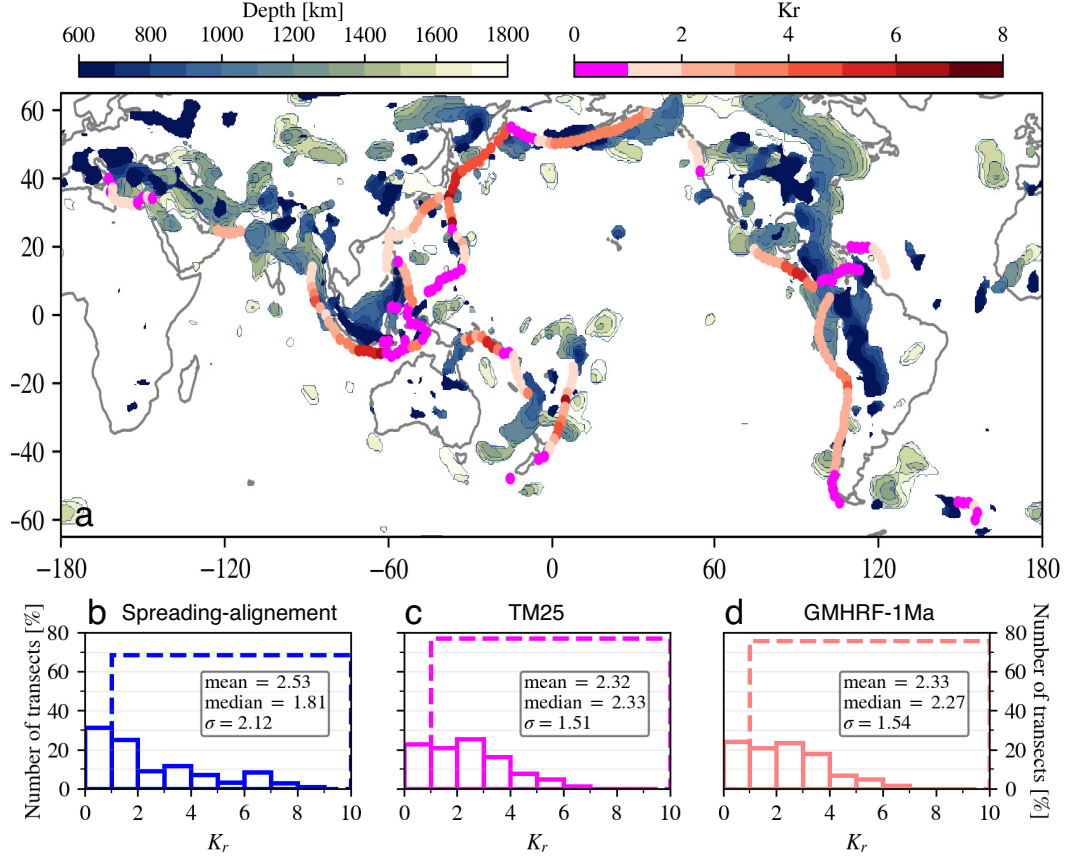 Depth [km]
Kr
600 800 1000 1200 1400 1600 1800
0 2 4 6 8
60
40
20
0
−20
−40
−60
a
−180 −120 −60 0 60 120 180
b Spreading-alignement
c TM25
d GMHRF-1Ma
Number of transects [%]
80
60
40
20
0
mean = 2.53
median = 1.81
σ = 2.12
mean = 2.32
median = 2.33
σ = 1.51
mean = 2.33
median = 2.27
σ = 1.54
80
60
40
20
0
Number of transects [%]
0 2 4 6 8 10
0 2 4 6 8 10
0 2 4 6 8 10
Kr
Kr
Kr